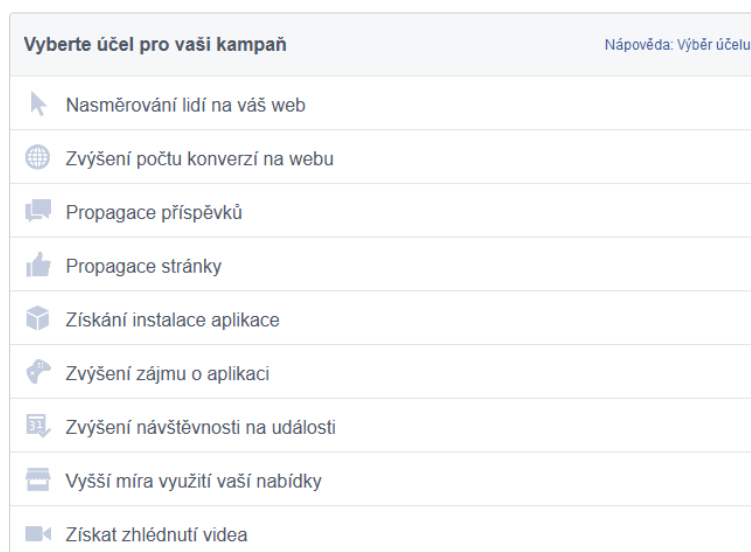 Vyberte účel pro vaši kampaň
Nápověda: Výběr účelu
Nasměrování lidí na váš web
Zvýšení počtu konverzí na webu
Propagace příspěvků
Propagace stránky
Získání instalace aplikace
Zvýšení zájmu o aplikaci
31
Zvýšení návštěvnosti na události
Vyšší míra využití vaší nabídky
Získat zhlédnutí videa